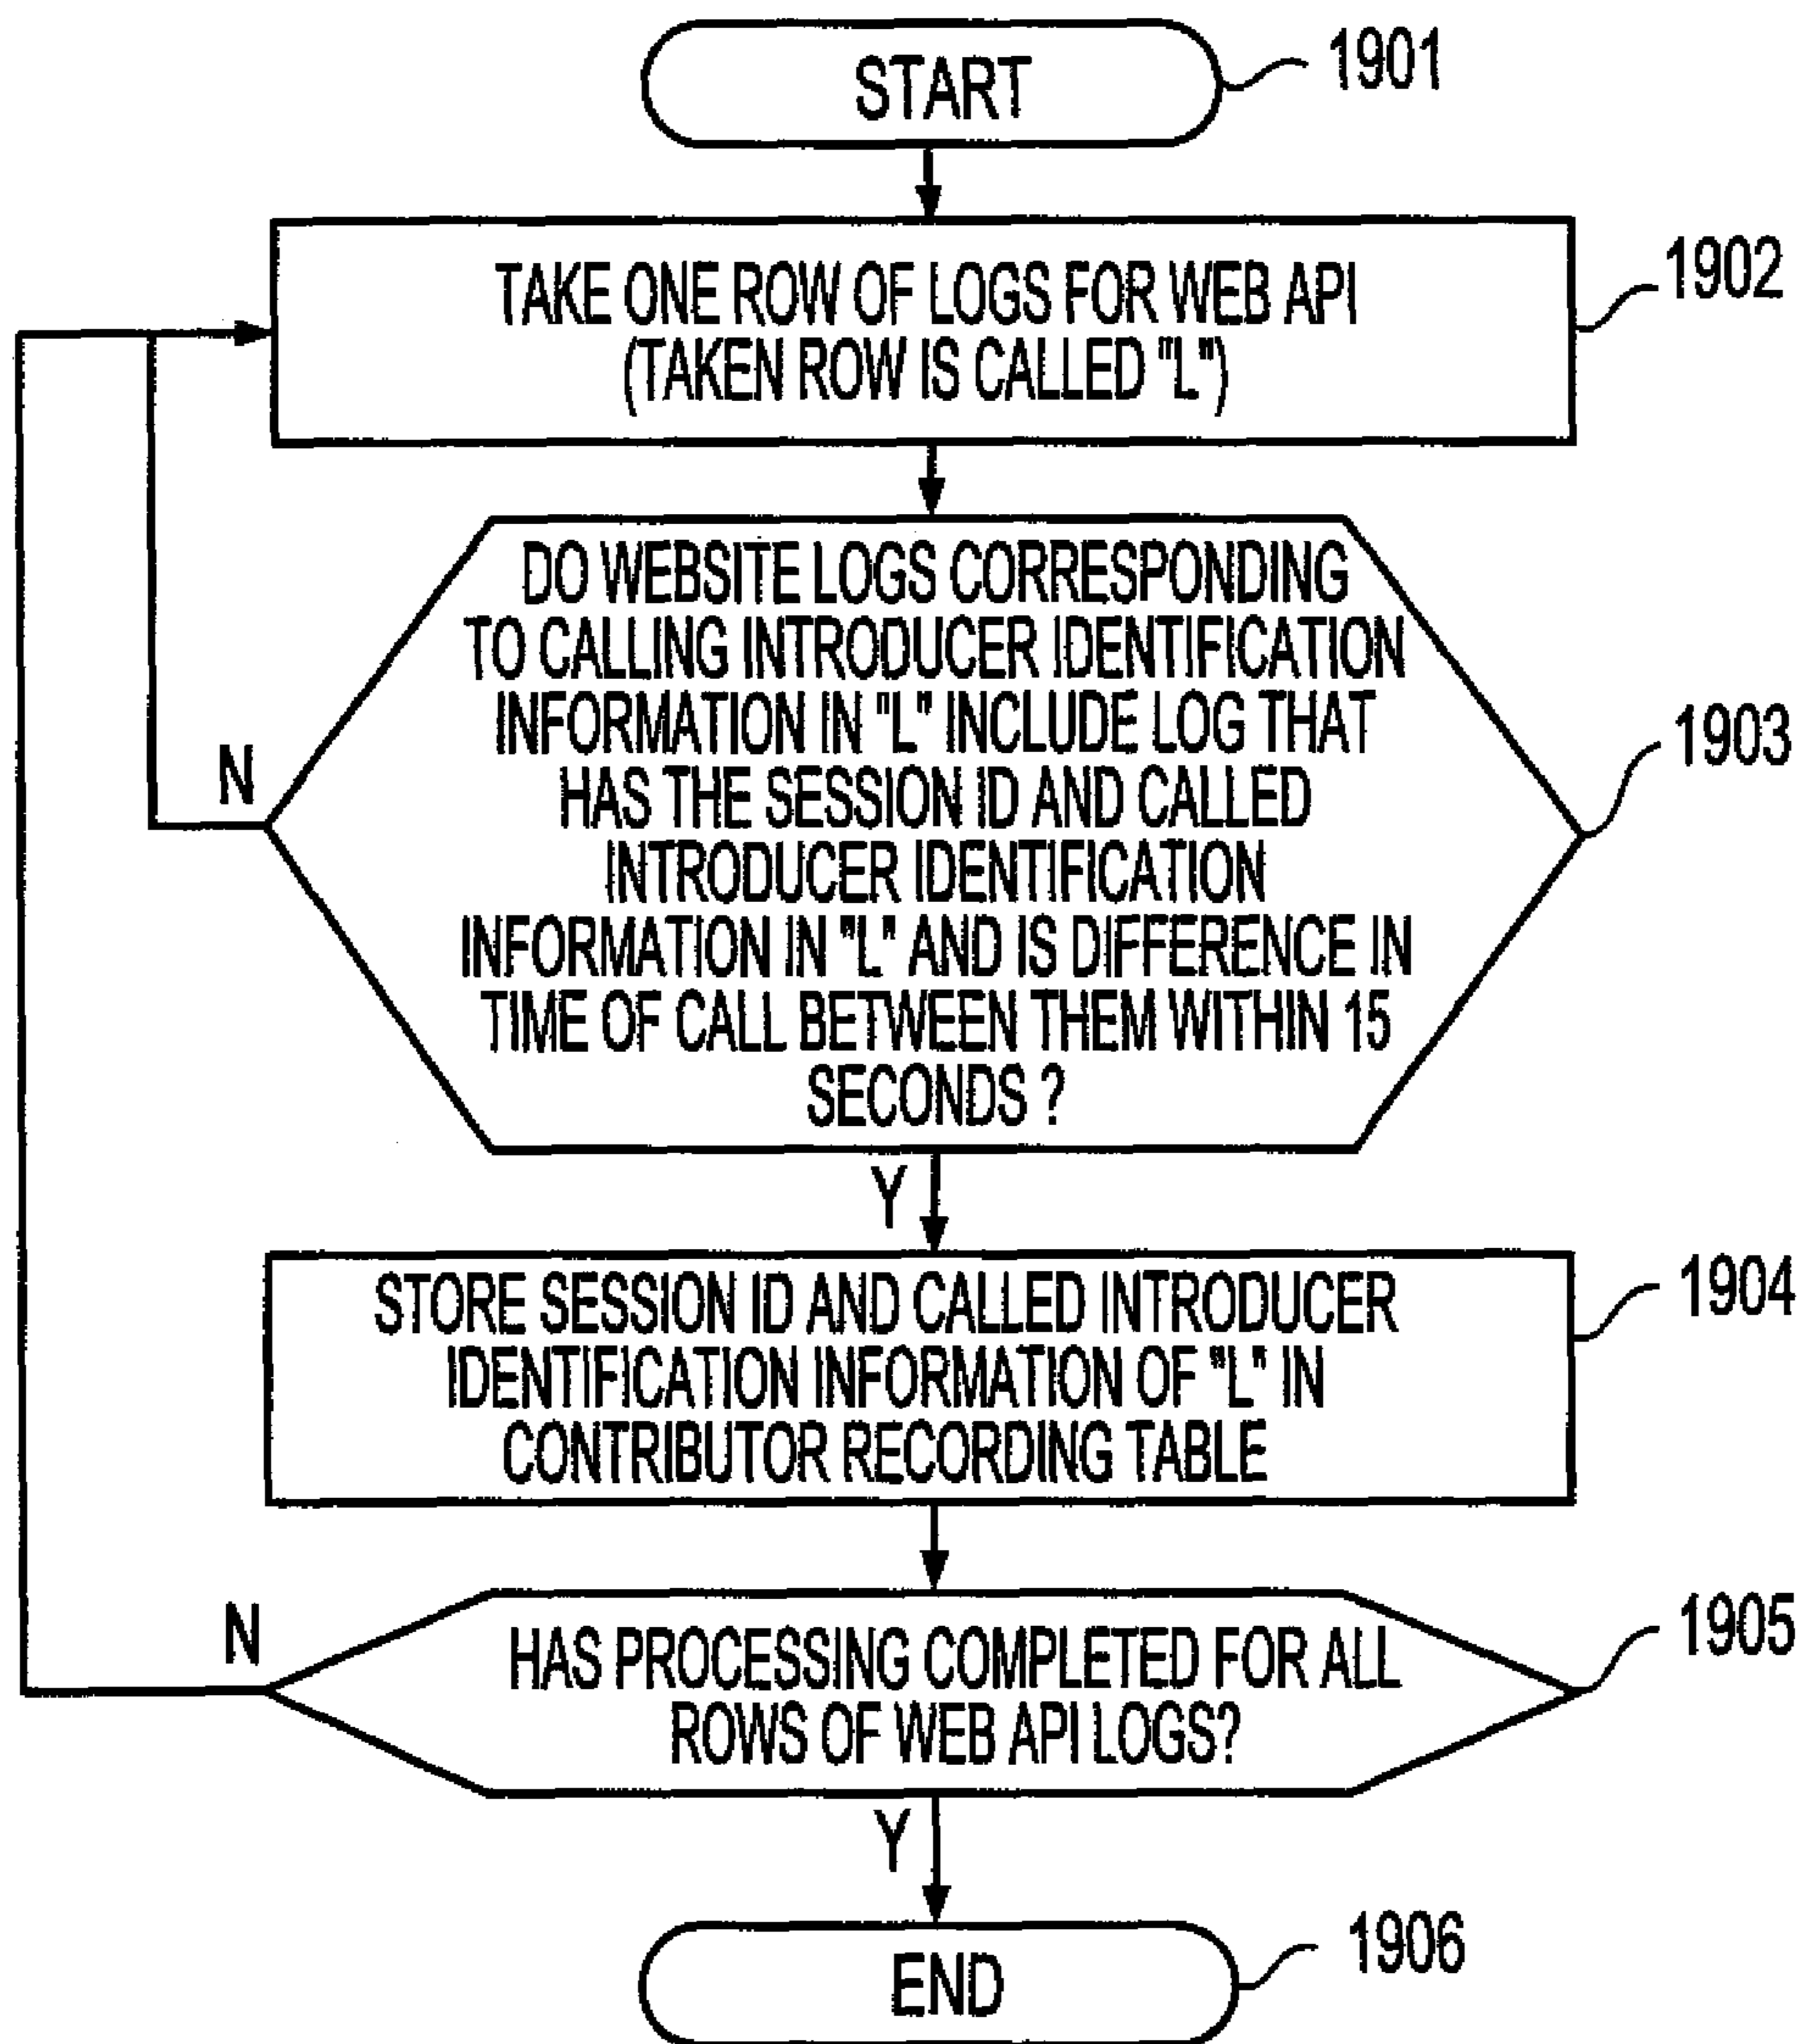 START
1901
TAKE ONE ROW OF LOGS FOR WEB API
(TAKEN ROW IS CALLED "L")
1902
DO WEBSITE LOGS CORRESPONDING
TO CALLING INTRODUCER IDENTIFICATION
INFORMATION IN "L" INCLUDE LOG THAT
HAS THE SESSION ID AND CALLED
INTRODUCER IDENTIFICATION
INFORMATION IN "L" AND IS DIFFERENCE IN
TIME OF CALL BETWEEN THEM WITHIN 15
SECONDS ?
1903
N
Y
STORE SESSION ID AND CALLED INTRODUCER
IDENTIFICATION INFORMATION OF "L" IN
CONTRIBUTOR RECORDING TABLE
1904
HAS PROCESSING COMPLETED FOR ALL
ROWS OF WEB API LOGS?
1905
N
Y
END
1906